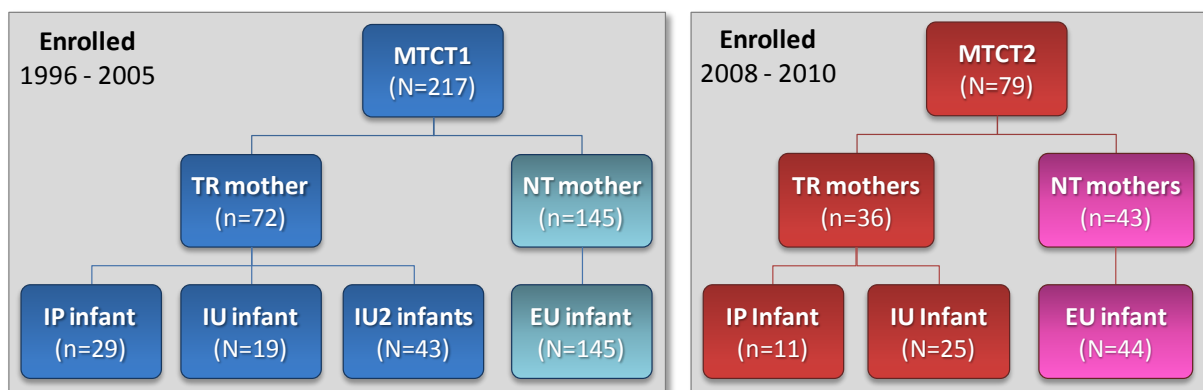 Enrolled
1996 - 2005
MTCT1
(N=217)
TR mother
(n=72)
NT mother
(n=145)
IP infant
(n=29)
IU infant
(N=19)
IU2 infants
(N=43)
EU infant
(N=145)
Enrolled
2008 - 2010
MTCT2
(N=79)
TR mothers
(n=36)
NT mothers
(n=43)
IP Infant
(n=11)
IU Infant
(N=25)
EU infant
(N=44)